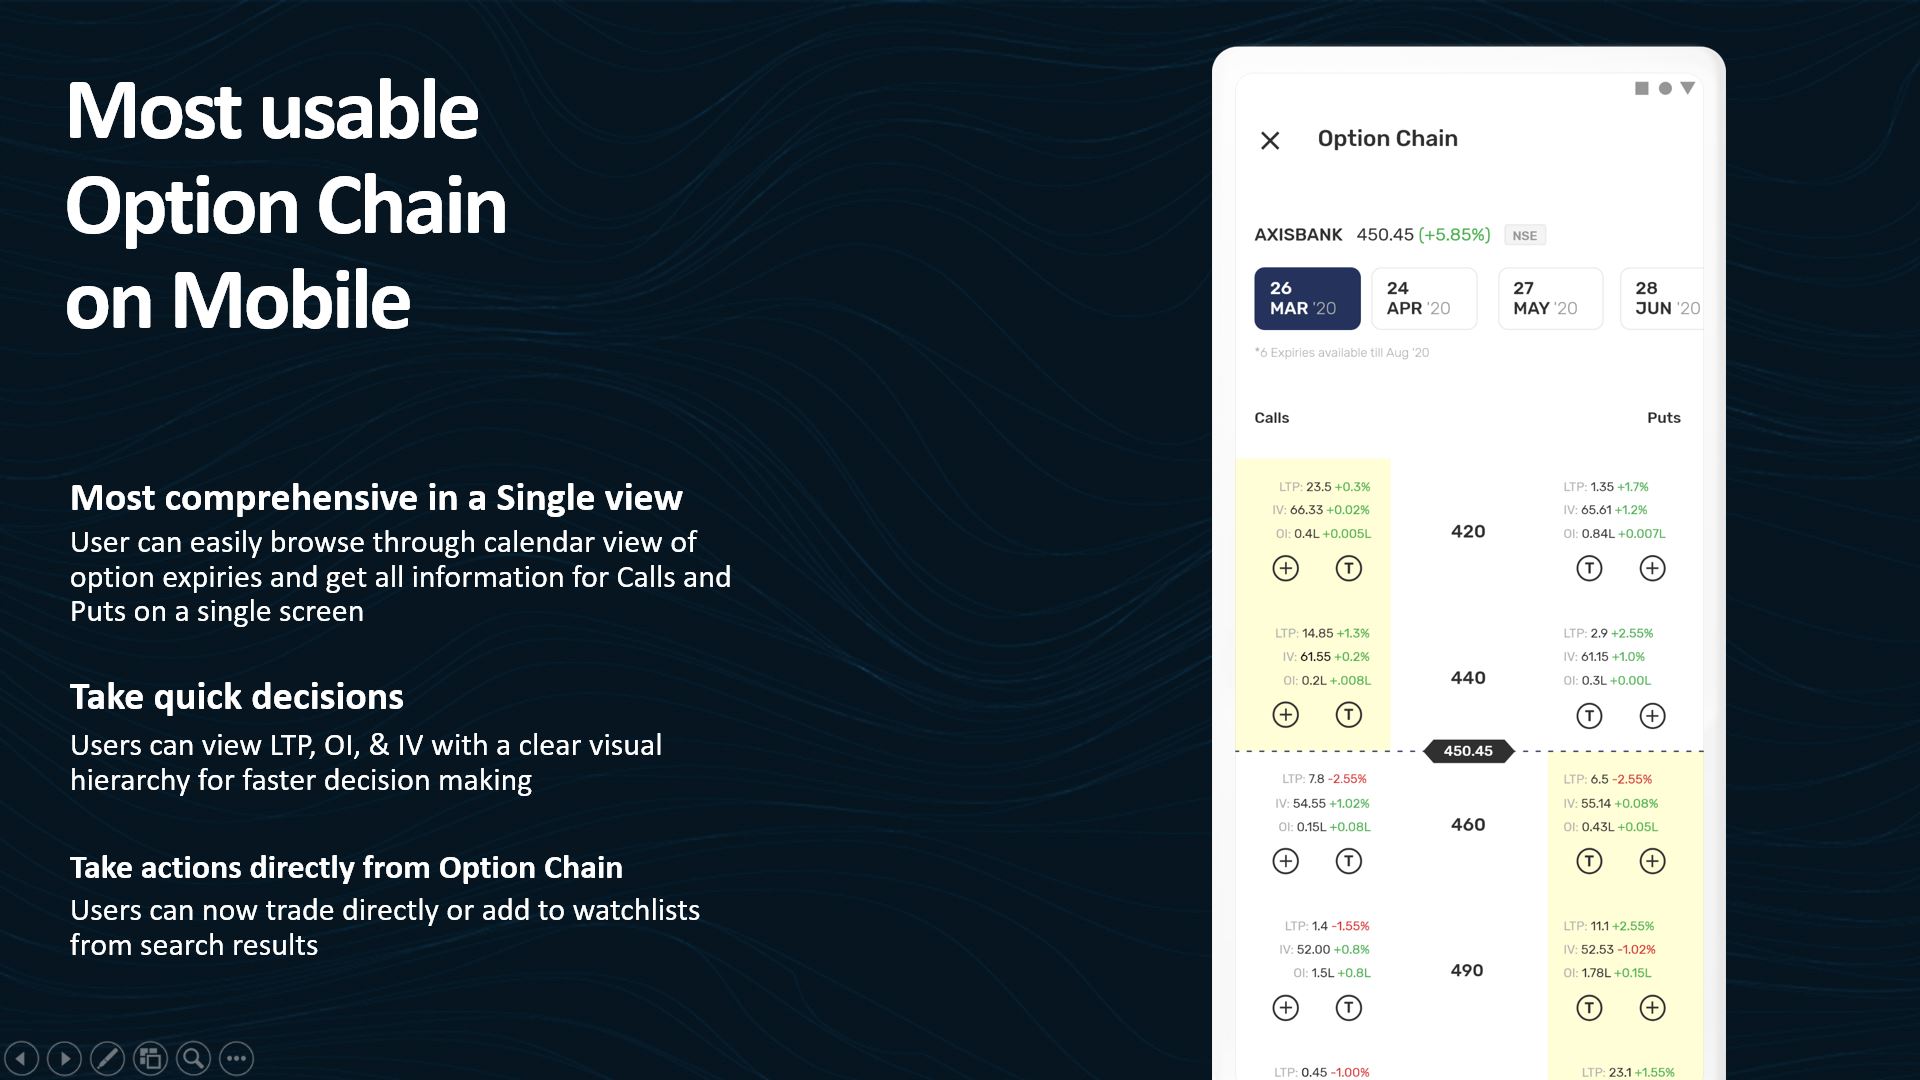 Most usable
Option Chain
on Mobile
Most comprehensive in a Single view
User can easily browse through calendar view of
option expiries and get all information for Calls and
Puts on a single screen
Take quick decisions
Users can view LTP, OI, & IV with a clear visual
hierarchy for faster decision making
Take actions directly from Option Chain
Users can now trade directly or add to watchlists
from search results
Option Chain
AXISBANK 450.45 (+5.85%) NSE
26 24 27 28
MAR '20 APR '20 MAY '20 JUN '20
*6 Expiries available till Aug '20
Calls Puts
LTP: 23.5 +0.3% LTP: 1.35 +1.7%
IV: 66.33 +0.02% IV: 65.61 +1.2%
420
OI: 0.4L +0.005L OI: 0.84L +0.007L
T T
LTP: 14.85 +1.3% LTP: 2.9 +2.55%
IV: 61.55 +0.2% IV: 61.15 +1.0%
440
OI: 0.2L +.008L OI: 0.3L +0.00L
T T
450.45
LTP: 7.8 -2.55% LTP: 6.5 -2.55%
IV: 54.55 +1.02% IV: 55.14 +0.08%
460
OI: 0.15L +0.08L OI: 0.43L +0.05L
T T
LTP: 1.4 -1.55% LTP: 11.1 +2.55%
IV: 52.00 +0.8% IV: 52.53 -1.02%
490
OI: 1.5L +0.8L OI: 1.78L +0.15L
T T
LTP: 0.45 -1.00% LTP: 23.1 +1.55%